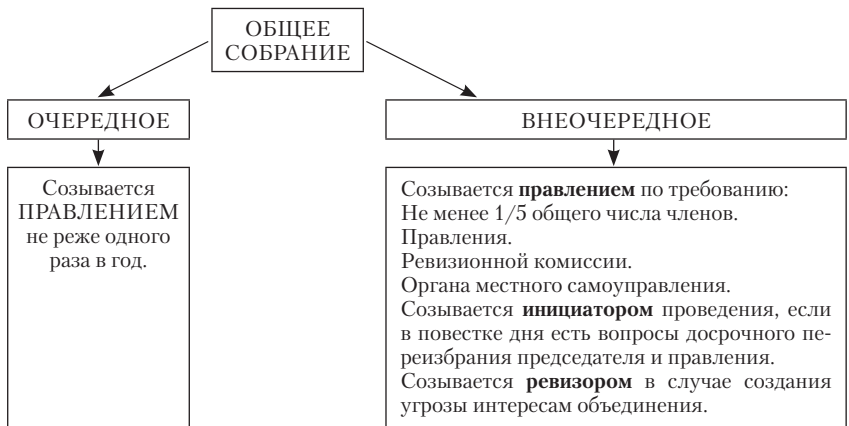 ОБЩЕЕ
СОБРАНИЕ
ОЧЕРЕДНОЕ
Созывается
ПРАВЛЕНИЕМ
не реже одного
раза в год.
ВНЕОЧЕРЕДНОЕ
Созывается правлением по требованию:
Не менее 1/5 общего числа членов.
Правления.
Ревизионной комиссии.
Органа местного самоуправления.
Созывается инициатором проведения, если
в повестке дня есть вопросы досрочного пе-
реизбрания председателя и правления.
Созывается ревизором в случае создания
угрозы интересам объединения.